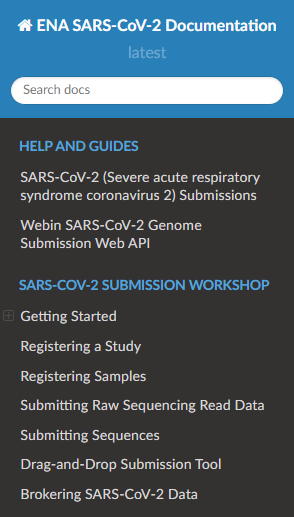 ENA SARS-CoV-2 Documentation
latest
Search docs
HELP AND GUIDES
SARS-CoV-2 (Severe acute respiratory
syndrome coronavirus 2) Submissions
Webin SARS-CoV-2 Genome
Submission Web API
SARS-COV-2 SUBMISSION WORKSHOP
Getting Started
Registering a Study
Registering Samples
Submitting Raw Sequencing Read Data
Submitting Sequences
Drag-and-Drop Submission Tool
Brokering SARS-CoV-2 Data